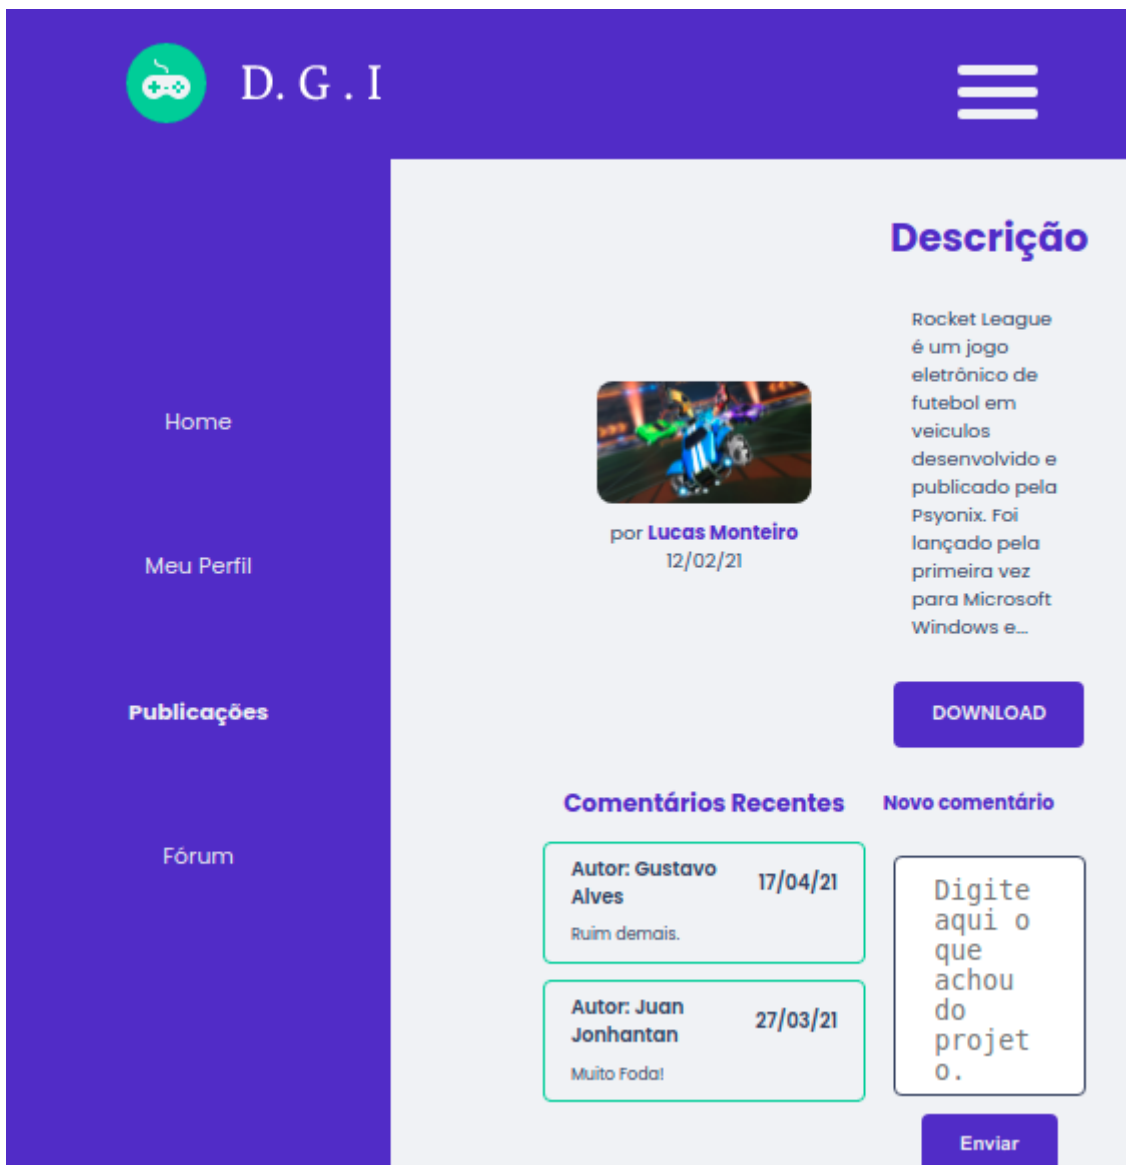 D. G . I
Home
Meu Perfil
Publicações
Fórum
por Lucas Monteiro
12/02/21
Descrição
Rocket League
é um jogo
eletrônico de
futebol em
veiculos
desenvolvido e
publicado pela
Psyonix. Foi
lançado pela
primeira vez
para Microsoft
Windows e...
DOWNLOAD
Comentários Recentes
Autor: Gustavo
Alves
17/04/21
Ruim demais.
Autor: Juan
Jonhantan
27/03/21
Muito Foda!
Novo comentário
Digite
aqui o
que
achou
do
projet
o.
Enviar